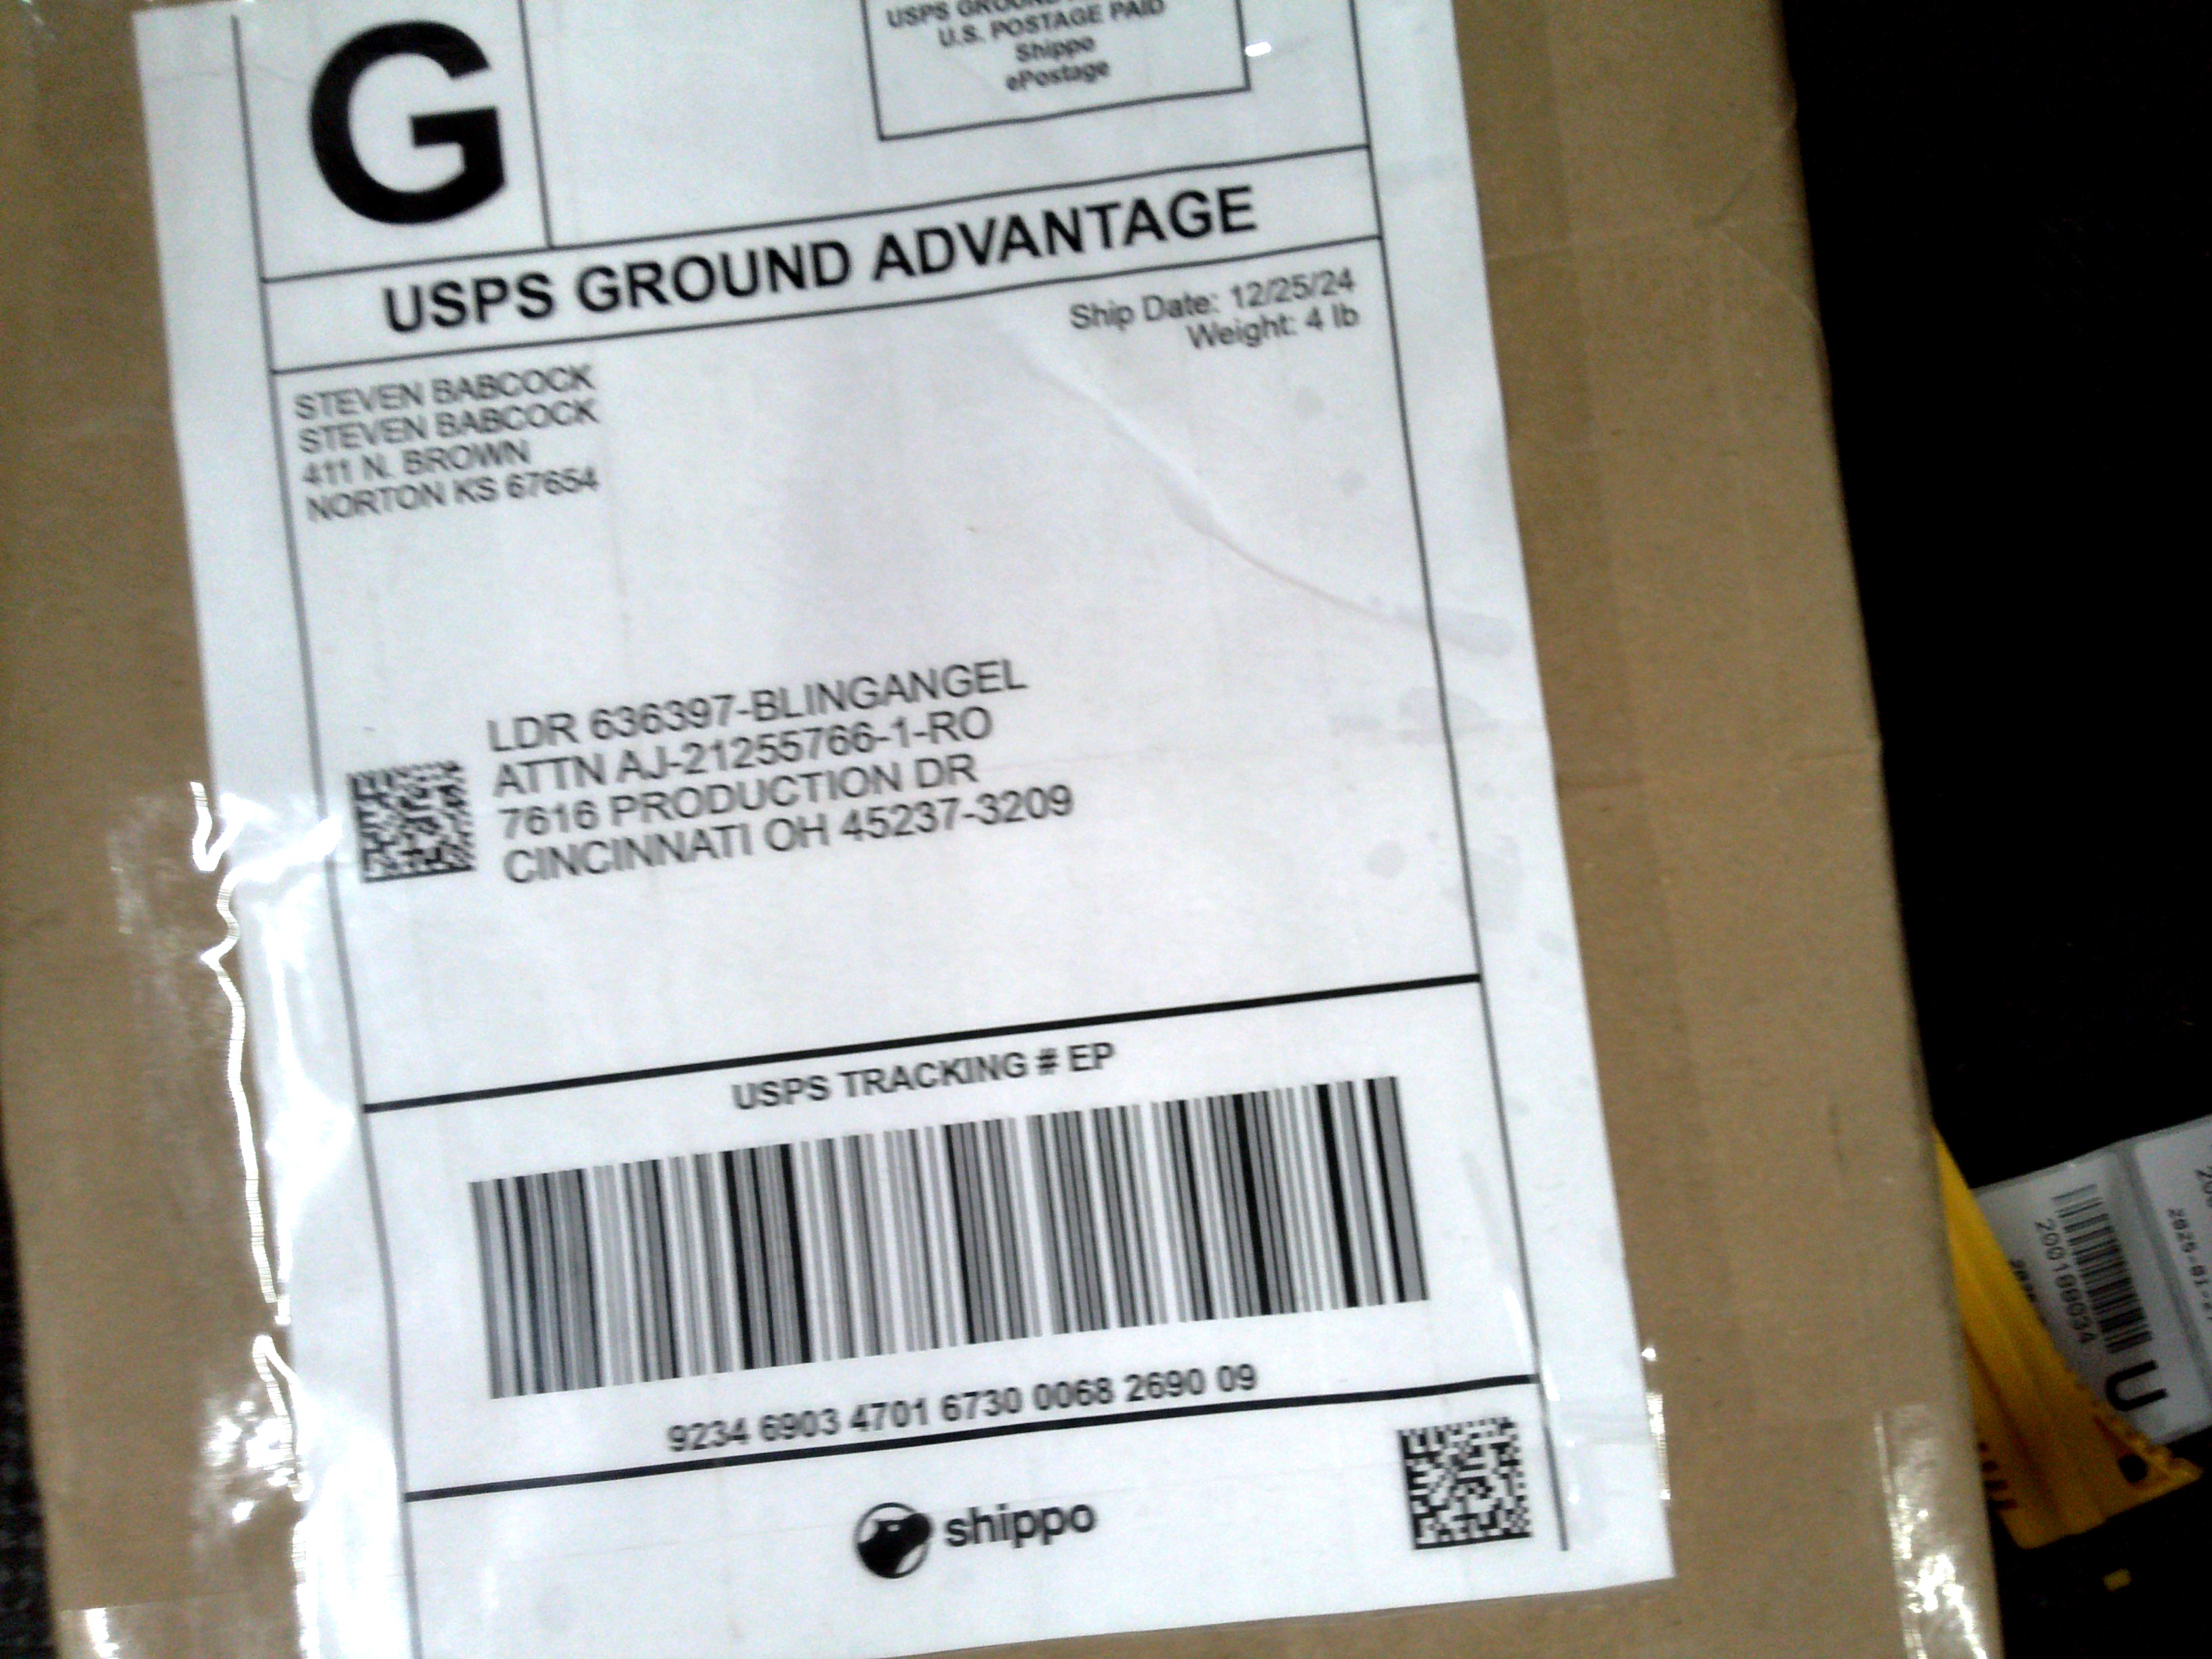 G
USPS GROUND
U.S. POSTAGE PAID
Shippo
ePostage
USPS GROUND ADVANTAGE
Ship Date: 12/25/24
Weight: 4 lb
STEVEN BABCOCK
STEVEN BABCOCK
411 N. BROWN
NORTON KS 67654
LDR 636397-BLINGANGEL
ATTN AJ-21255766-1-RO
7616 PRODUCTION DR
CINCINNATI OH 45237-3209
USPS TRACKING # EP
9234 6903 4701 6730 0068 2690 09
shippo
200188034
U